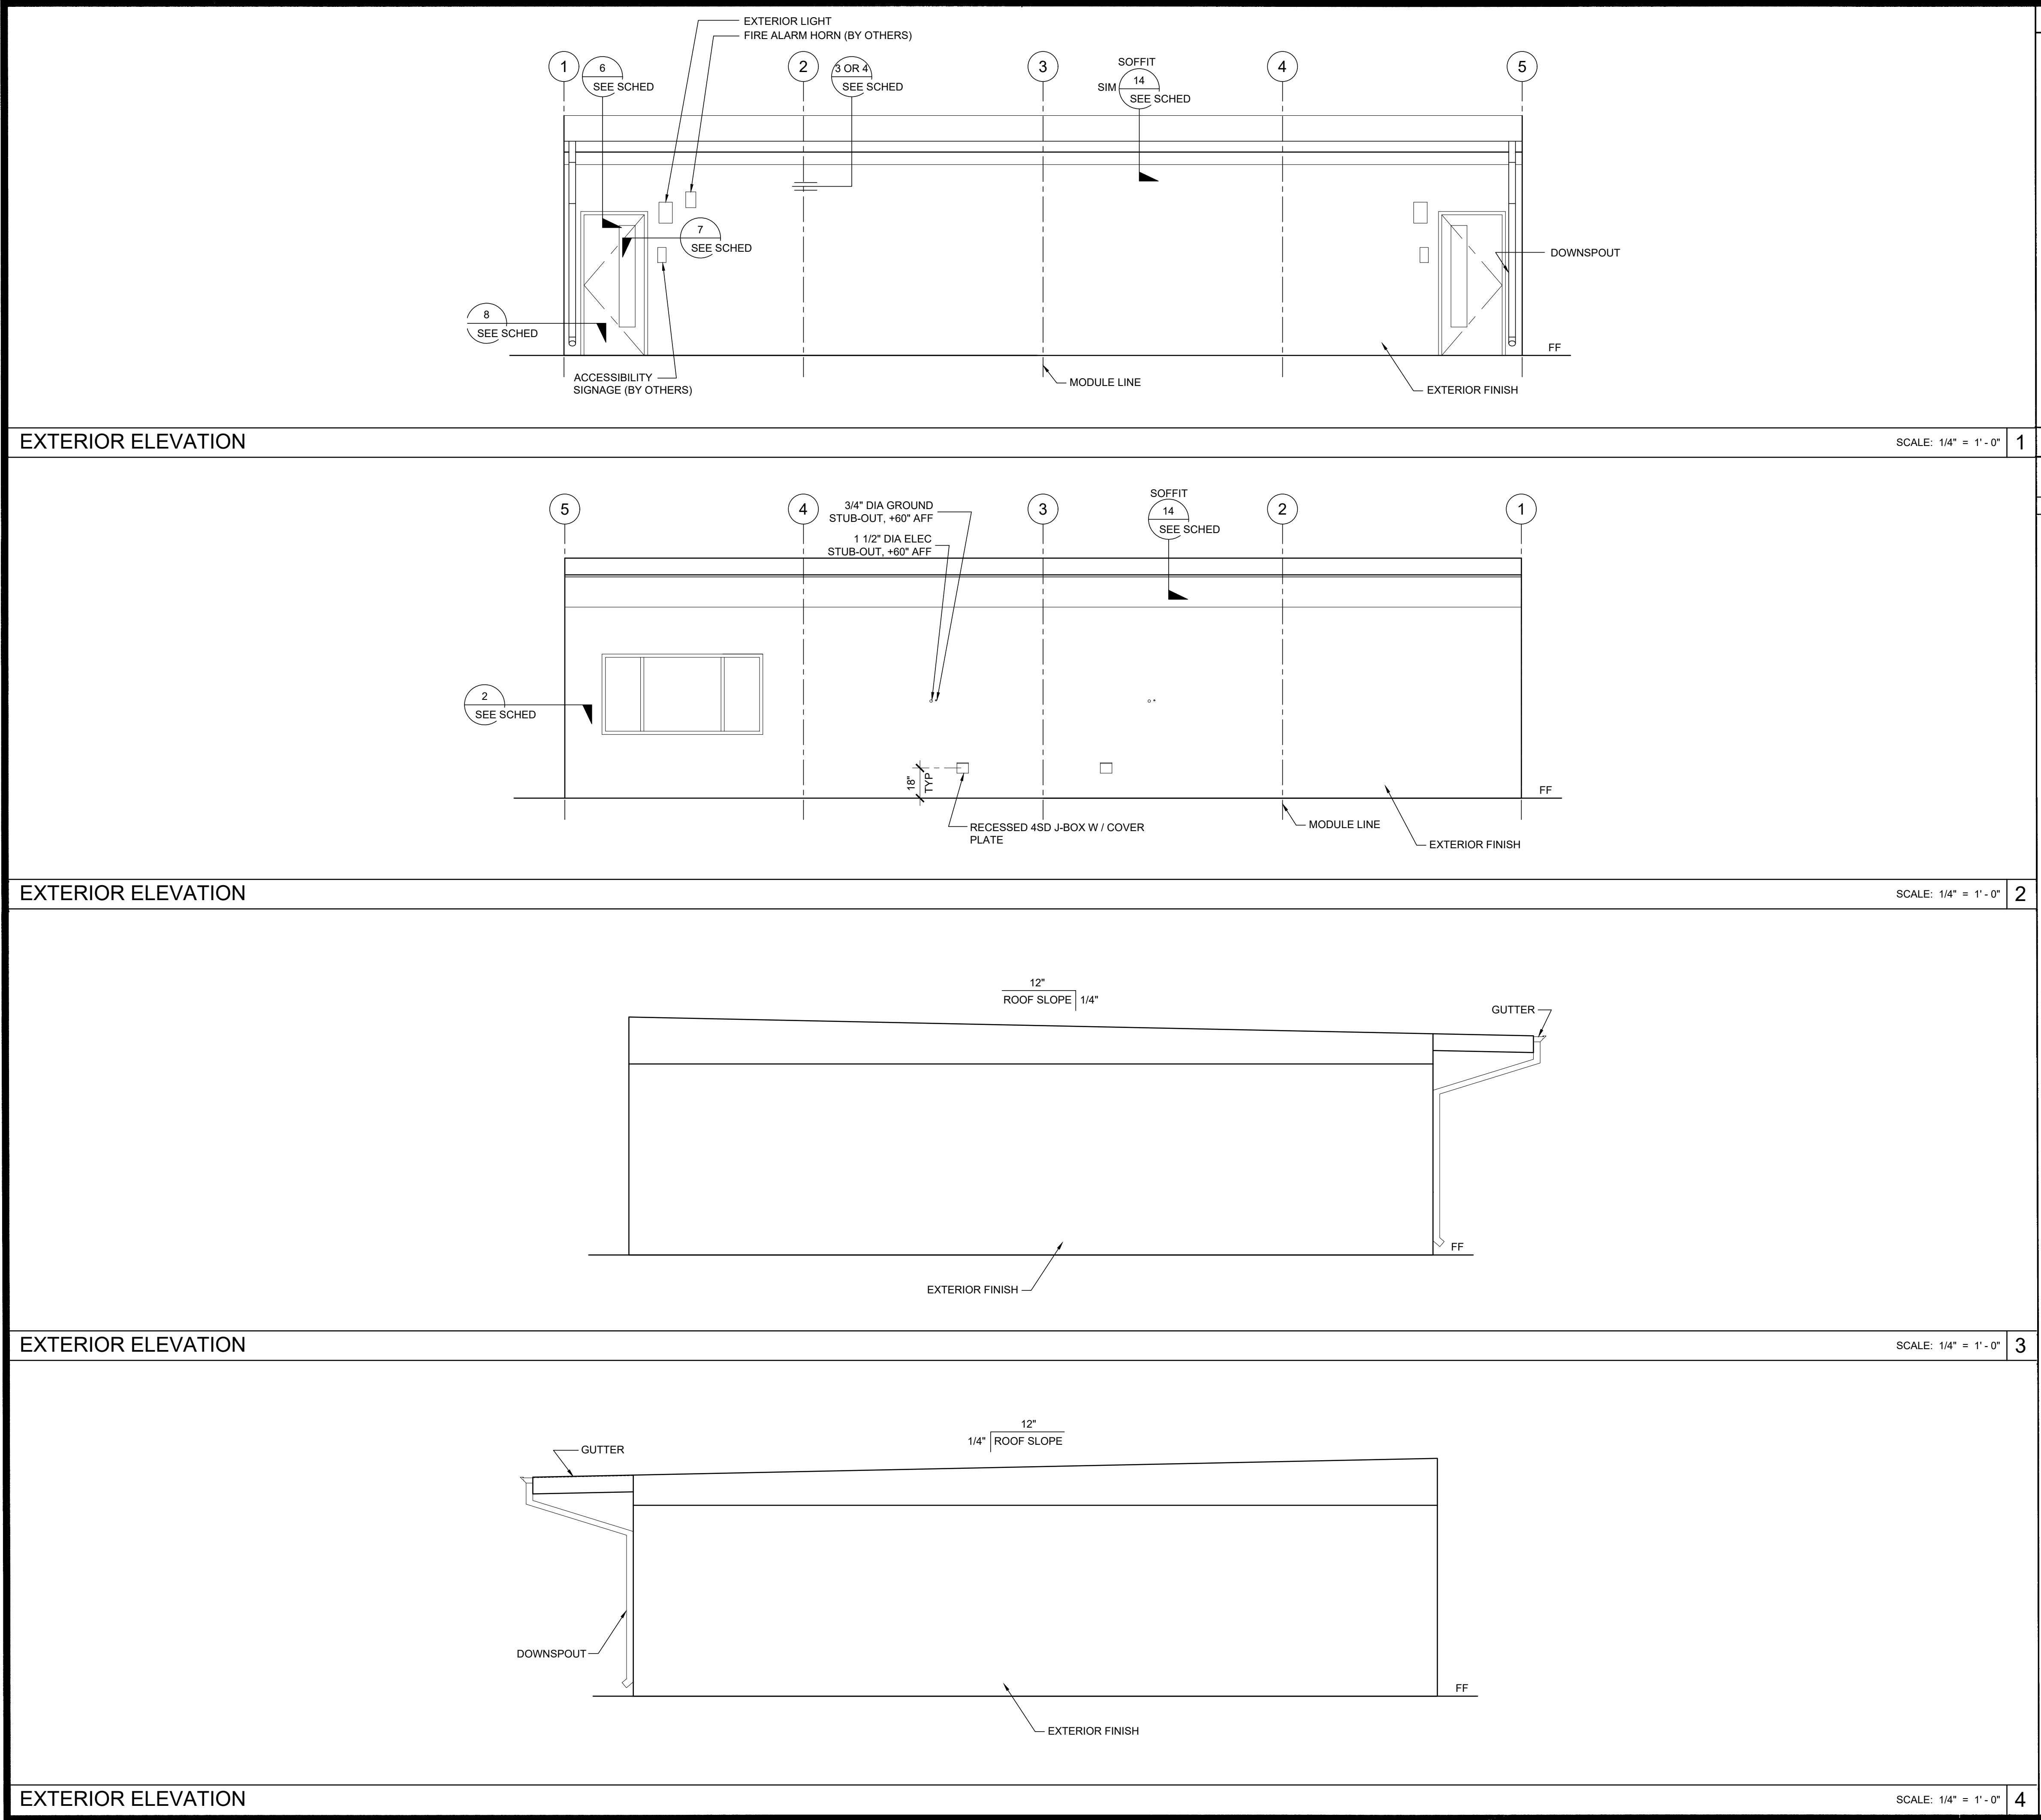 EXTERIOR LIGHT
FIRE ALARM HORN (BY OTHERS)
1
6
SEE SCHED
2
3 OR 4
SEE SCHED
3
SOFFIT
SIM
14
SEE SCHED
4
5
7
SEE SCHED
DOWNSPOUT
8
SEE SCHED
FF
ACCESSIBILITY
SIGNAGE (BY OTHERS)
MODULE LINE
EXTERIOR FINISH
EXTERIOR ELEVATION
SCALE: 1/4" = 1' - 0"
1
5
4
3/4" DIA GROUND
STUB-OUT, +60" AFF
1 1/2" DIA ELEC
STUB-OUT, +60" AFF
3
SOFFIT
14
SEE SCHED
2
1
2
SEE SCHED
18"
TYP
FF
RECESSED 4SD J-BOX W / COVER
PLATE
MODULE LINE
EXTERIOR FINISH
EXTERIOR ELEVATION
SCALE: 1/4" = 1' - 0"
2
12"
ROOF SLOPE
1/4"
GUTTER
FF
EXTERIOR FINISH
EXTERIOR ELEVATION
SCALE: 1/4" = 1' - 0"
3
12"
1/4"
ROOF SLOPE
GUTTER
DOWNSPOUT
FF
EXTERIOR FINISH
EXTERIOR ELEVATION
SCALE: 1/4" = 1' - 0"
4